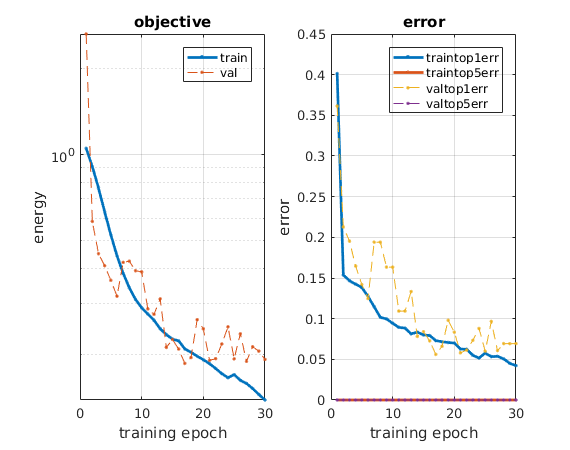 objective
energy
10^0
0
10
20
30
training epoch
train
val
error
error
0.45
0.4
0.35
0.3
0.25
0.2
0.15
0.1
0.05
0
0
10
20
30
training epoch
traintop1err
traintop5err
valtop1err
valtop5err